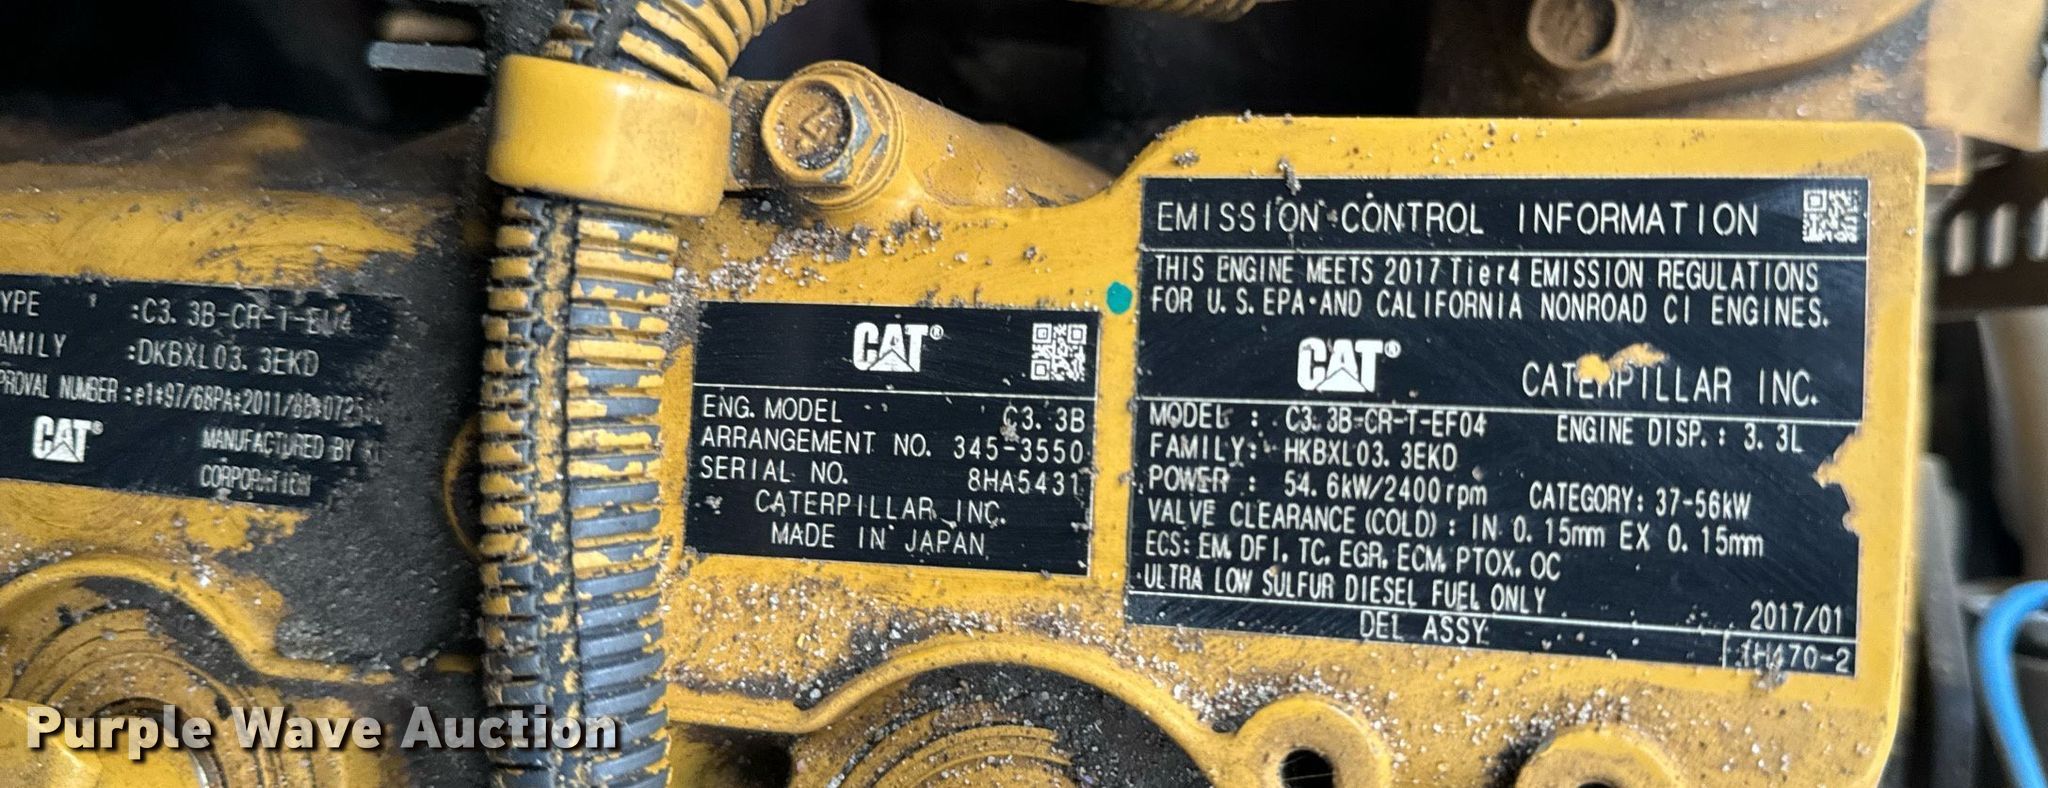 YPE :C3.3B-CR-T-EU4
AMILY :DKBXL03.3EKD
PROVAL NUMBER :e1*97/68PA*2011/88*0725
CAT®
MANUFACTURED BY
CORPORATION
CAT®
ENG. MODEL C3.3B
ARRANGEMENT NO. 345-3550
SERIAL NO. 8HA5431
CATERPILLAR INC.
MADE IN JAPAN
EMISSION CONTROL INFORMATION
THIS ENGINE MEETS 2017 Tier4 EMISSION REGULATIONS
FOR U.S.EPA AND CALIFORNIA NONROAD CI ENGINES.
CAT® CATERPILLAR INC.
MODEL : C3.3B-CR-T-EF04 ENGINE DISP.: 3.3L
FAMILY: HKBXL03.3EKD
POWER : 54.6kW/2400rpm CATEGORY: 37-56kW
VALVE CLEARANCE (COLD) : IN 0.15mm EX 0.15mm
ECS: EM, DFI, TC, EGR, ECM, PTOX, OC
ULTRA LOW SULFUR DIESEL FUEL ONLY 2017/01
DEL ASSY 1H470-2
Purple Wave Auction